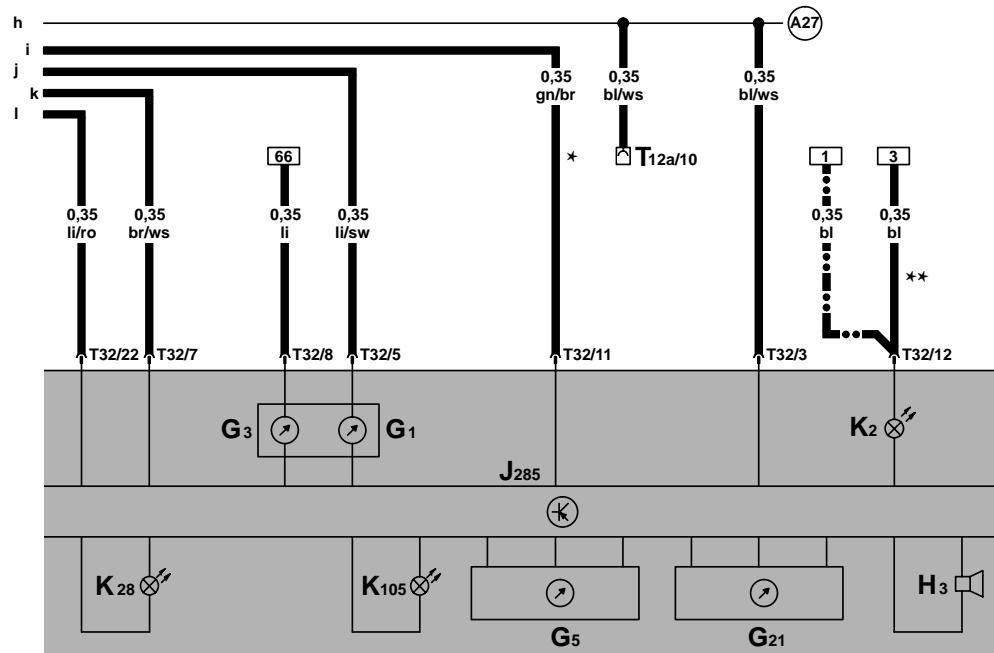 h A27
i
j
k
l
0,35 0,35 0,35
gn/br bl/ws bl/ws
66 T12a/10 1 3
0,35 0,35 0,35 0,35 0,35 0,35
li/ro br/ws li li/sw bl bl
T32/22 T32/7 T32/8 T32/5 T32/11 T32/3 T32/12
G3 G1 K2
J285
K28 K105 H3
G5 G21